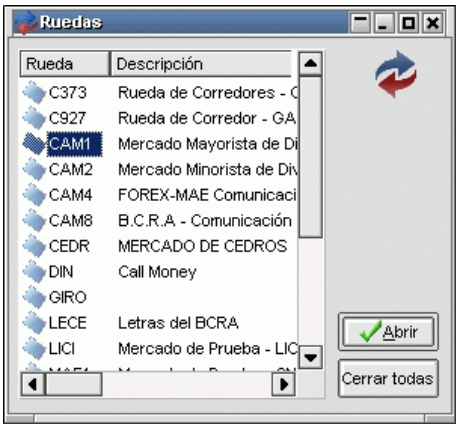 Ruedas
Rueda Descripción
C373 Rueda de Corredores - C
C927 Rueda de Corredor - GA
CAM1 Mercado Mayorista de Di
CAM2 Mercado Minorista de Div
CAM4 FOREX-MAE Comunicaci
CAM8 B.C.R.A - Comunicación
CEDR MERCADO DE CEDROS
DIN Call Money
GIRO
LECE Letras del BCRA
LICI Mercado de Prueba - LIC
Abrir
Cerrar todas